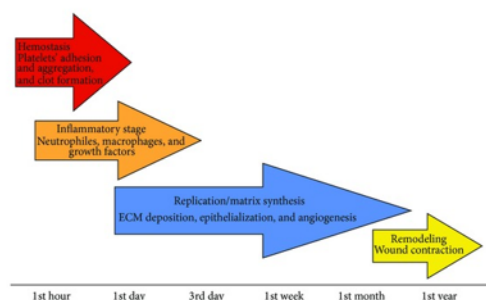 Hemostasis
Platelets' adhesion
and aggregation,
and clot formation
Inflammatory stage
Neutrophiles, macrophages, and
growth factors
Replication/matrix synthesis
ECM deposition, epithelialization, and angiogenesis
Remodeling
Wound contraction
1st hour 1st day 3rd day 1st week 1st month 1st year